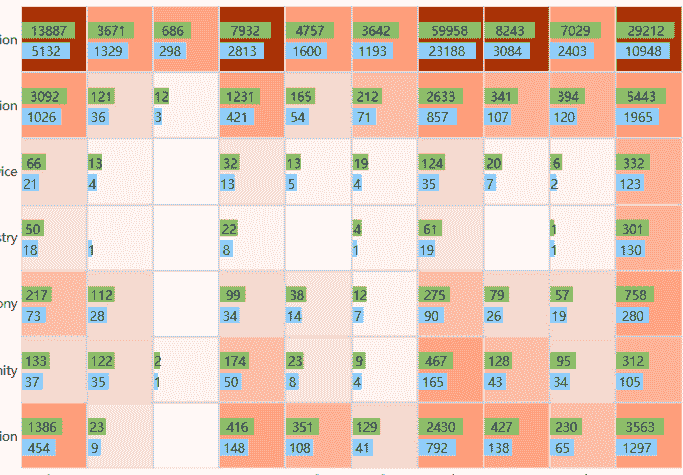 ion 13887 3671 686 7932 4757 3642 59958 8243 7029 29212
5132 1329 298 2813 1600 1193 23188 3084 2403 10948
ion 3092 121 12 1231 165 212 2633 341 394 5443
1026 36 3 421 54 71 857 107 120 1965
ice 66 13 32 13 19 124 20 6 332
21 4 13 5 4 35 7 2 123
stry 50 22 4 61 1 301
18 1 8 1 19 1 130
ony 217 112 99 38 12 275 79 57 758
73 28 34 14 7 90 26 19 280
nity 133 122 2 174 23 9 467 128 95 312
37 35 1 50 8 4 165 43 34 105
ion 1386 23 416 351 129 2430 427 230 3563
454 9 148 108 41 792 138 65 1297